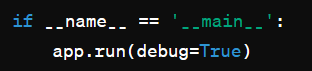 if __name__ == '__main__':
    app.run(debug=True)